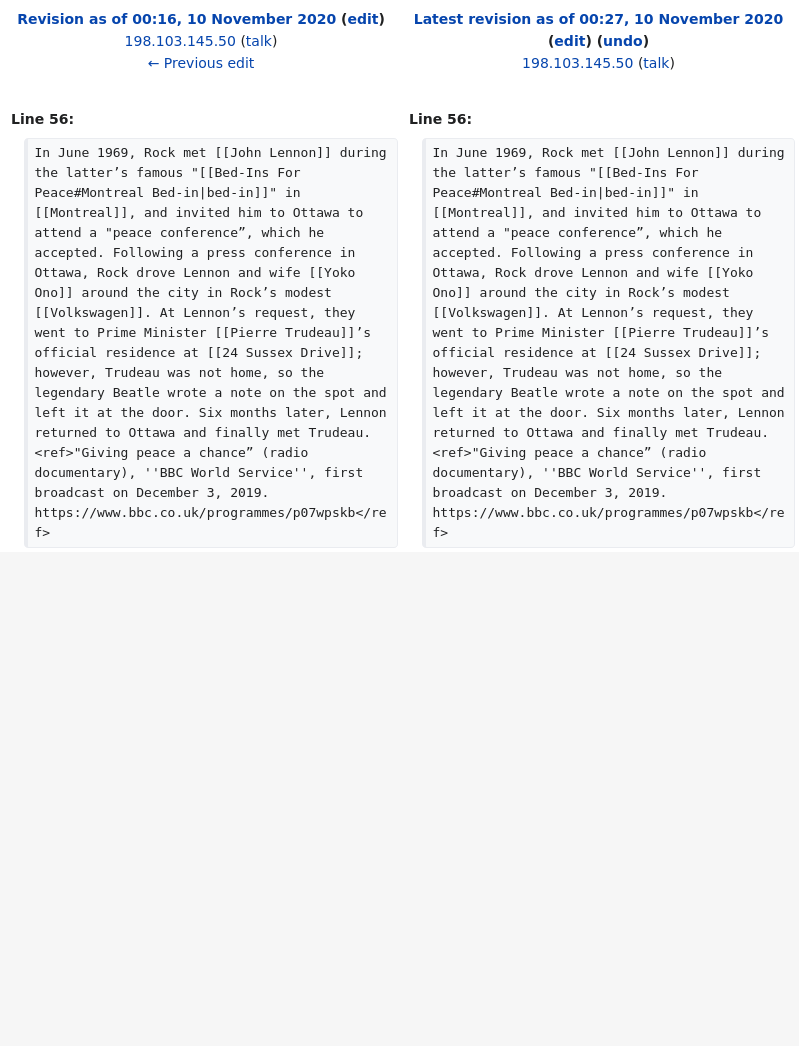 Revision as of 00:16, 10 November 2020 (edit)
198.103.145.50 (talk)
← Previous edit
Latest revision as of 00:27, 10 November 2020
(edit) (undo)
198.103.145.50 (talk)
Line 56:
In June 1969, Rock met [[John Lennon]] during
the latter’s famous "[[Bed-Ins For
Peace#Montreal Bed-in|bed-in]]" in
[[Montreal]], and invited him to Ottawa to
attend a "peace conference”, which he
accepted. Following a press conference in
Ottawa, Rock drove Lennon and wife [[Yoko
Ono]] around the city in Rock’s modest
[[Volkswagen]]. At Lennon’s request, they
went to Prime Minister [[Pierre Trudeau]]’s
official residence at [[24 Sussex Drive]];
however, Trudeau was not home, so the
legendary Beatle wrote a note on the spot and
left it at the door. Six months later, Lennon
returned to Ottawa and finally met Trudeau.
<ref>"Giving peace a chance” (radio
documentary), ''BBC World Service'', first
broadcast on December 3, 2019.
https://www.bbc.co.uk/programmes/p07wpskb</re
f>
Line 56:
In June 1969, Rock met [[John Lennon]] during
the latter’s famous "[[Bed-Ins For
Peace#Montreal Bed-in|bed-in]]" in
[[Montreal]], and invited him to Ottawa to
attend a "peace conference”, which he
accepted. Following a press conference in
Ottawa, Rock drove Lennon and wife [[Yoko
Ono]] around the city in Rock’s modest
[[Volkswagen]]. At Lennon’s request, they
went to Prime Minister [[Pierre Trudeau]]’s
official residence at [[24 Sussex Drive]];
however, Trudeau was not home, so the
legendary Beatle wrote a note on the spot and
left it at the door. Six months later, Lennon
returned to Ottawa and finally met Trudeau.
<ref>"Giving peace a chance” (radio
documentary), ''BBC World Service'', first
broadcast on December 3, 2019.
https://www.bbc.co.uk/programmes/p07wpskb</re
f>